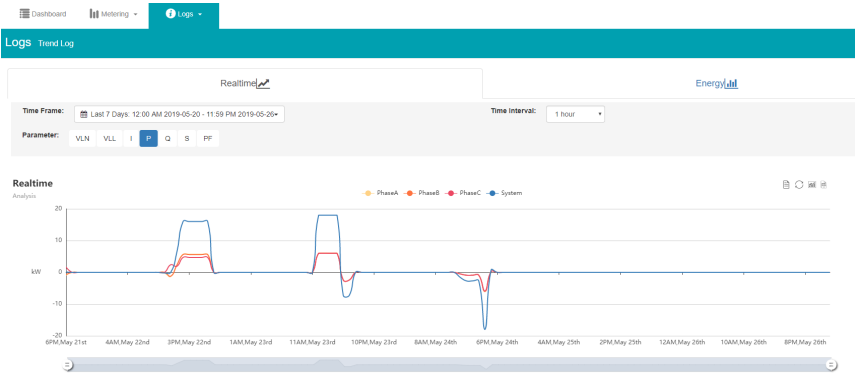 Dashboard Metering Logs
Logs Trend Log
Realtime Energy
Time Frame: Last 7 Days: 12:00 AM 2019-05-20 - 11:59 PM 2019-05-26 Time Interval: 1 hour
Parameter: VLN VLL I P Q S PF
Realtime
Analysis
PhaseA PhaseB PhaseC System
20
10
kW 0
-10
-20
6PM,May 21st 4AM,May 22nd 3PM,May 22nd 1AM,May 23rd 11AM,May 23rd 10PM,May 23rd 8AM,May 24th 6PM,May 24th 4AM,May 25th 2PM,May 25th 12AM,May 26th 10AM,May 26th 8PM,May 26th